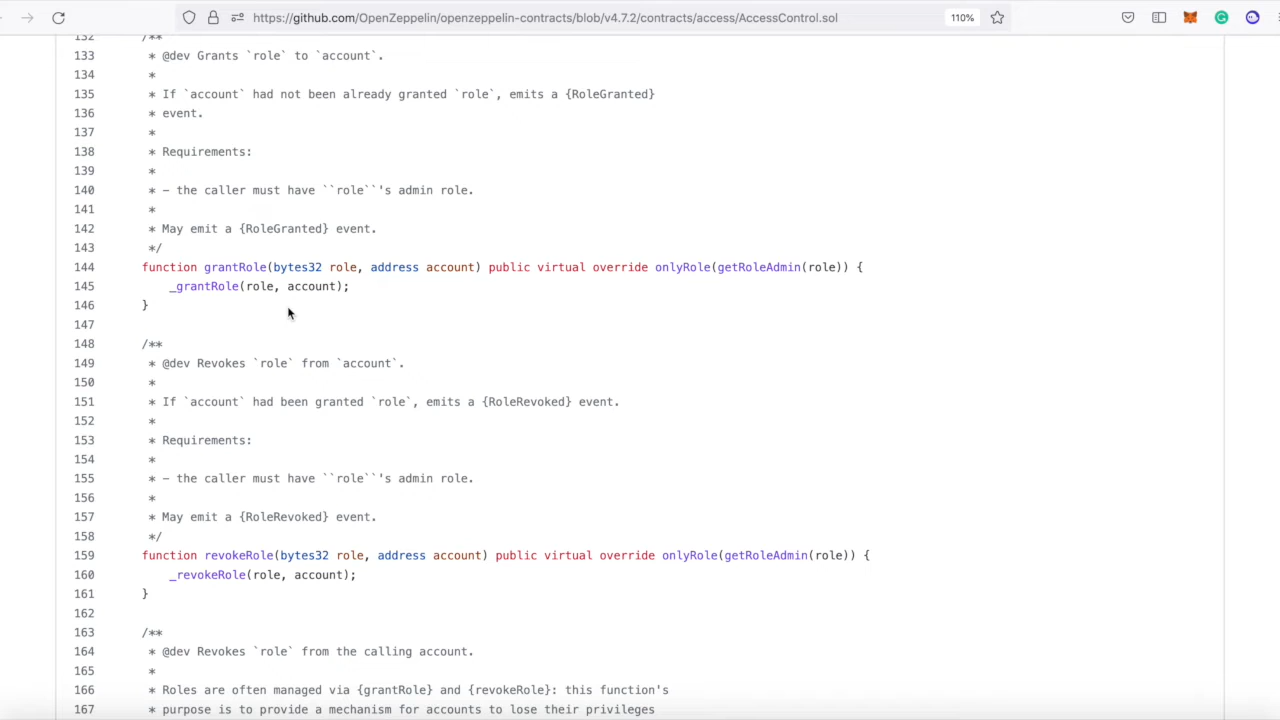 https://github.com/OpenZeppelin/openzeppelin-contracts/blob/v4.7.2/contracts/access/AccessControl.sol 110%
132 /**
133 * @dev Grants `role` to `account`.
134 *
135 * If `account` had not been already granted `role`, emits a {RoleGranted}
136 * event.
137 *
138 * Requirements:
139 *
140 * - the caller must have ``role``'s admin role.
141 *
142 * May emit a {RoleGranted} event.
143 */
144 function grantRole(bytes32 role, address account) public virtual override onlyRole(getRoleAdmin(role)) {
145 _grantRole(role, account);
146 }
147
148 /**
149 * @dev Revokes `role` from `account`.
150 *
151 * If `account` had been granted `role`, emits a {RoleRevoked} event.
152 *
153 * Requirements:
154 *
155 * - the caller must have ``role``'s admin role.
156 *
157 * May emit a {RoleRevoked} event.
158 */
159 function revokeRole(bytes32 role, address account) public virtual override onlyRole(getRoleAdmin(role)) {
160 _revokeRole(role, account);
161 }
162
163 /**
164 * @dev Revokes `role` from the calling account.
165 *
166 * Roles are often managed via {grantRole} and {revokeRole}: this function's
167 * purpose is to provide a mechanism for accounts to lose their privileges